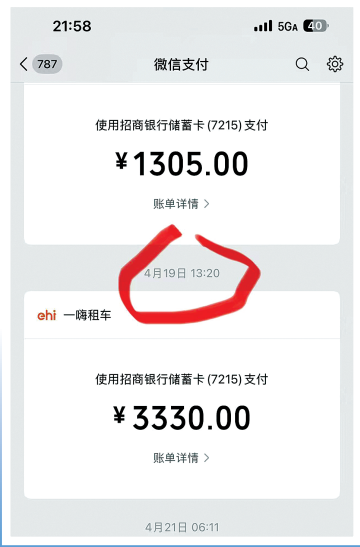 21:58 5GA 40
787 微信支付
使用招商银行储蓄卡(7215)支付
¥1305.00
账单详情
4月19日 13:20
ehi 一嗨租车
使用招商银行储蓄卡(7215)支付
¥3330.00
账单详情
4月21日 06:11